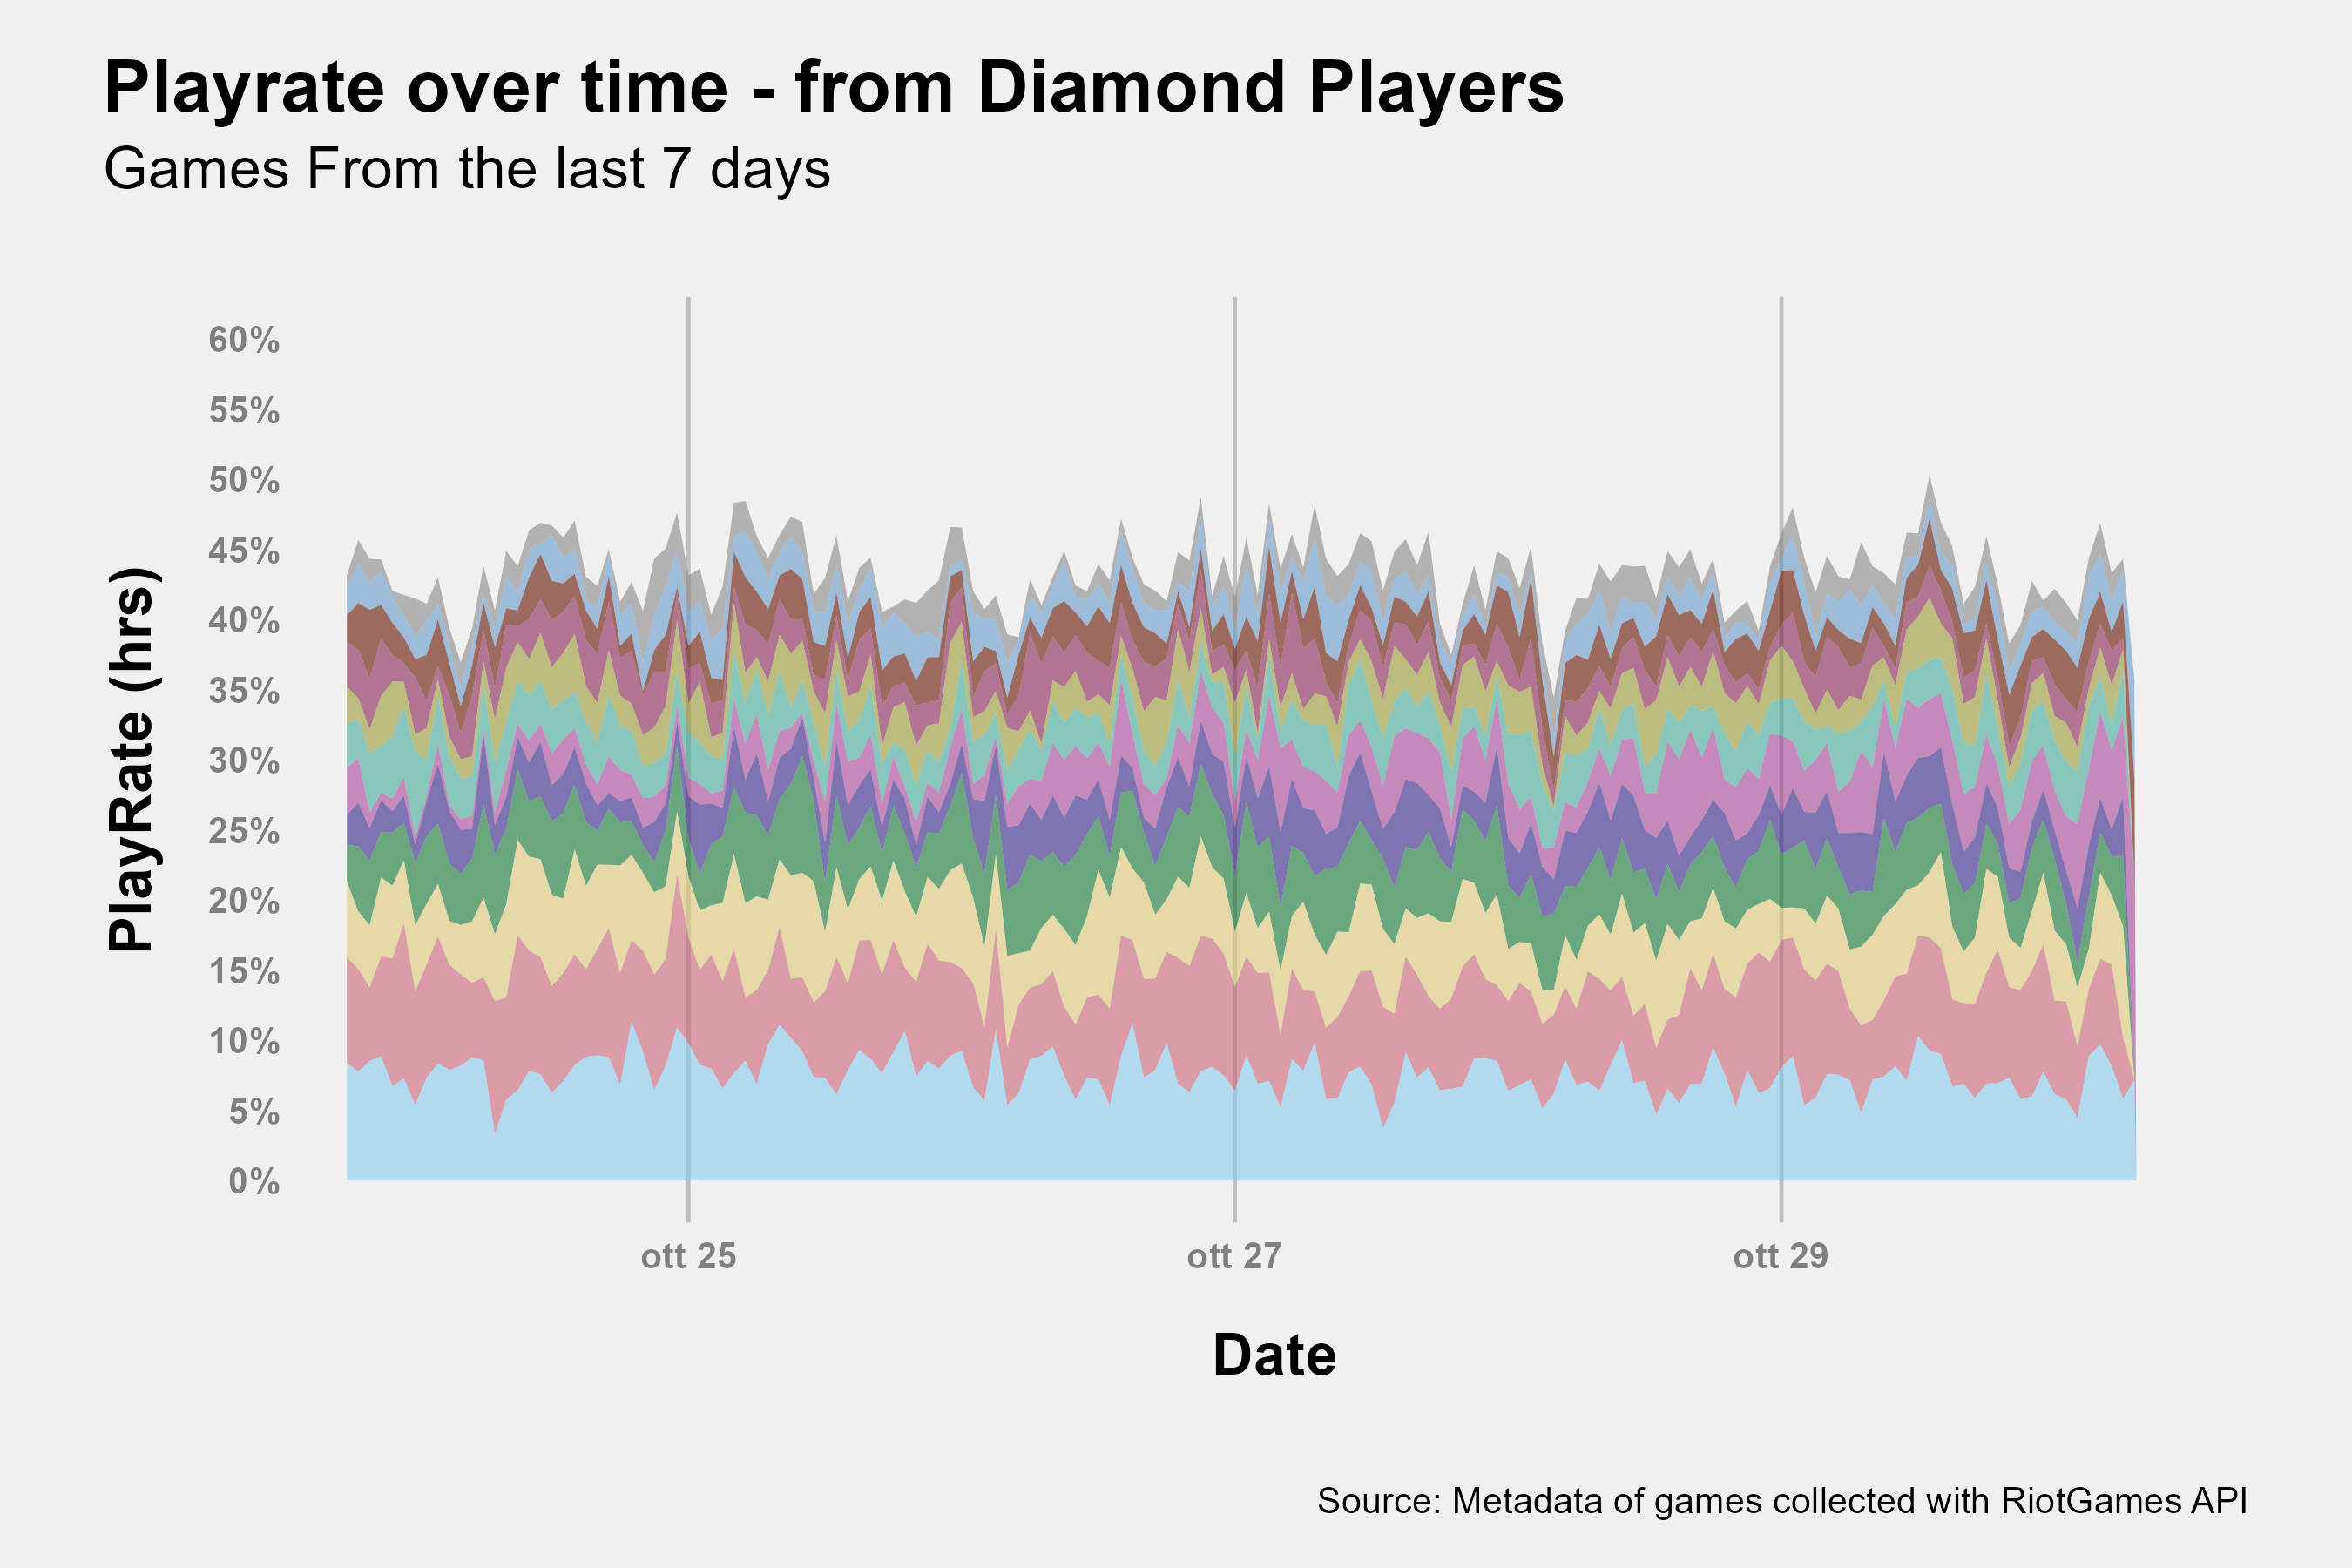 Playrate over time - from Diamond Players
Games From the last 7 days
60%
55%
50%
45%
40%
35%
30%
25%
20%
15%
10%
5%
0%
PlayRate (hrs)
ott 25
ott 27
ott 29
Date
Source: Metadata of games collected with RiotGames API